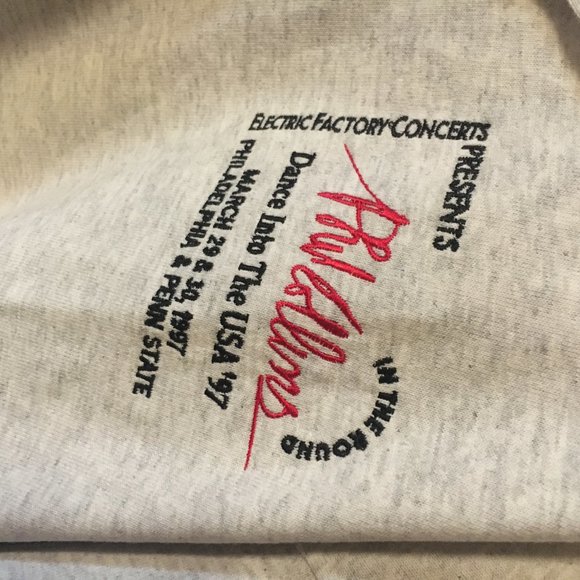 ELECTRIC FACTORY CONCERTS
PRESENTS
Phil Collins
IN THE ROUND
Dance Into The USA '97
MARCH 29 & 30, 1997
PHILADELPHIA & PENN STATE